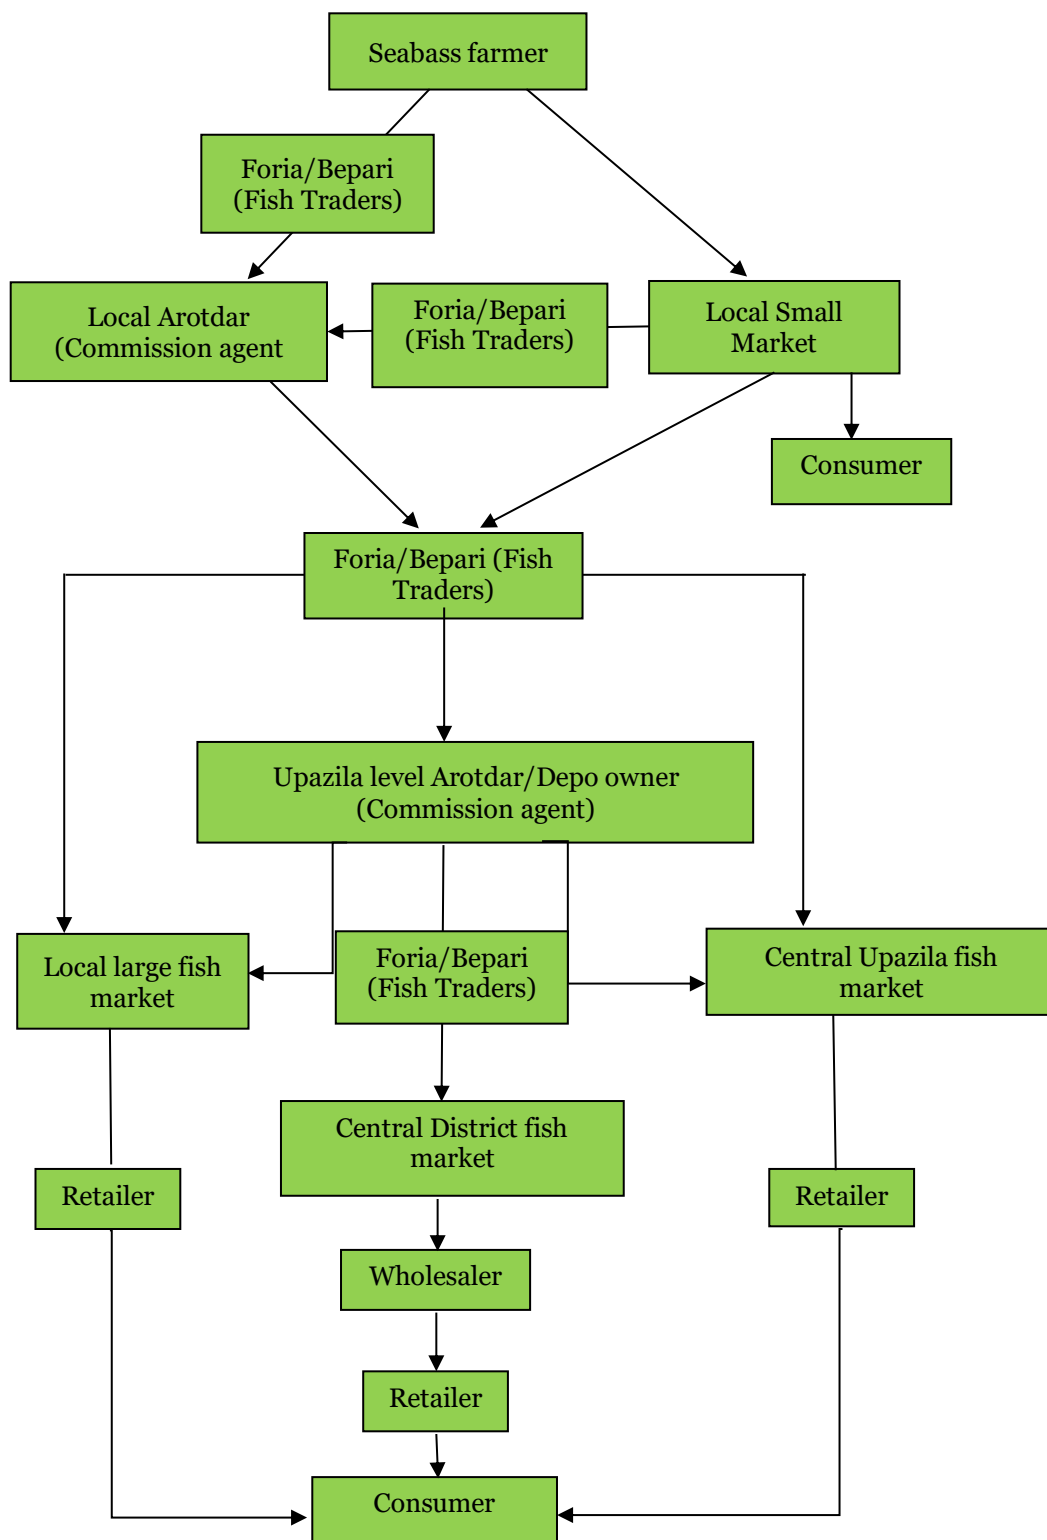 Seabass farmer
Foria/Bepari
(Fish Traders)
Local Arotdar
(Commission agent
Foria/Bepari
(Fish Traders)
Local Small
Market
Consumer
Foria/Bepari (Fish
Traders)
Upazila level Arotdar/Depo owner
(Commission agent)
Local large fish
market
Foria/Bepari
(Fish Traders)
Central Upazila fish
market
Central District fish
market
Retailer
Retailer
Wholesaler
Retailer
Consumer